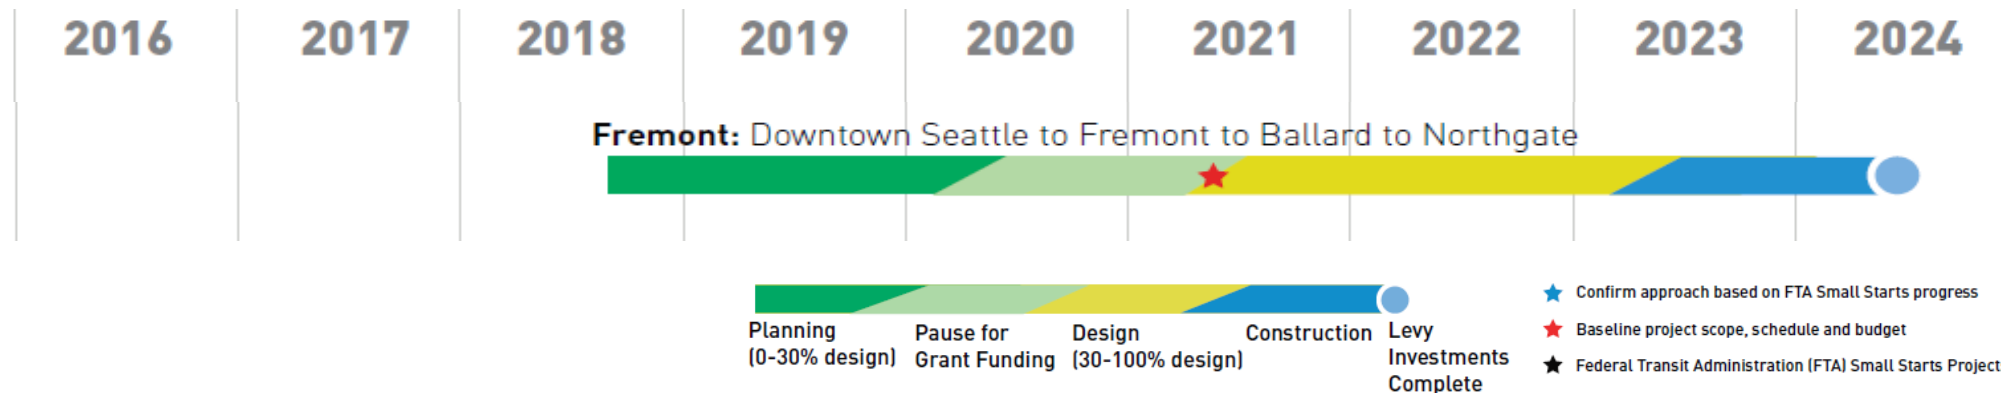 2016 2017 2018 2019 2020 2021 2022 2023 2024
Fremont: Downtown Seattle to Fremont to Ballard to Northgate
Planning
(0-30% design)
Pause for
Grant Funding
Design
(30-100% design)
Construction
Levy
Investments
Complete
Confirm approach based on FTA Small Starts progress
Baseline project scope, schedule and budget
Federal Transit Administration (FTA) Small Starts Project